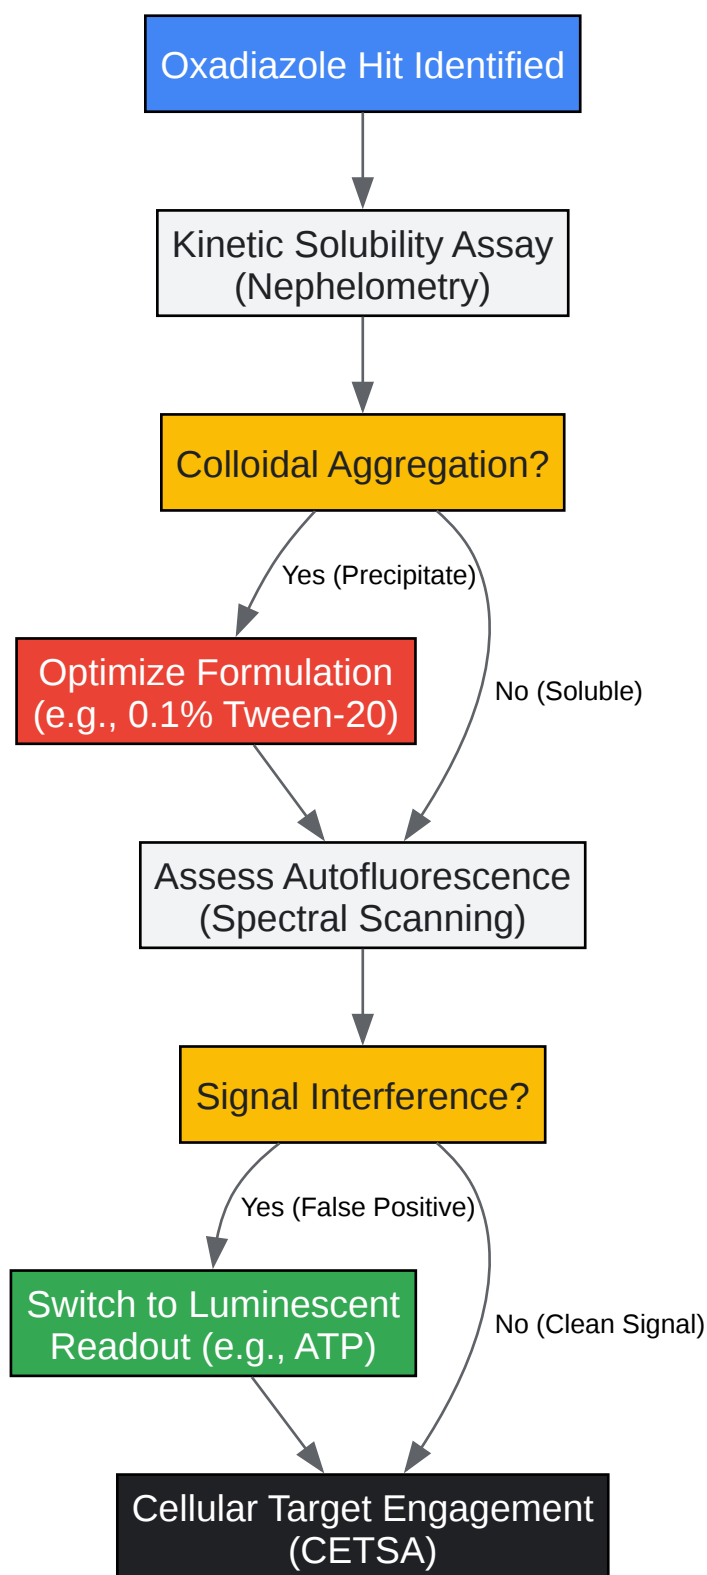 Oxadiazole Hit Identified
Kinetic Solubility Assay
(Nephelometry)
Colloidal Aggregation?
Yes (Precipitate)
Optimize Formulation
(e.g., 0.1% Tween-20)
No (Soluble)
Assess Autofluorescence
(Spectral Scanning)
Signal Interference?
Yes (False Positive)
Switch to Luminescent
Readout (e.g., ATP)
No (Clean Signal)
Cellular Target Engagement
(CETSA)